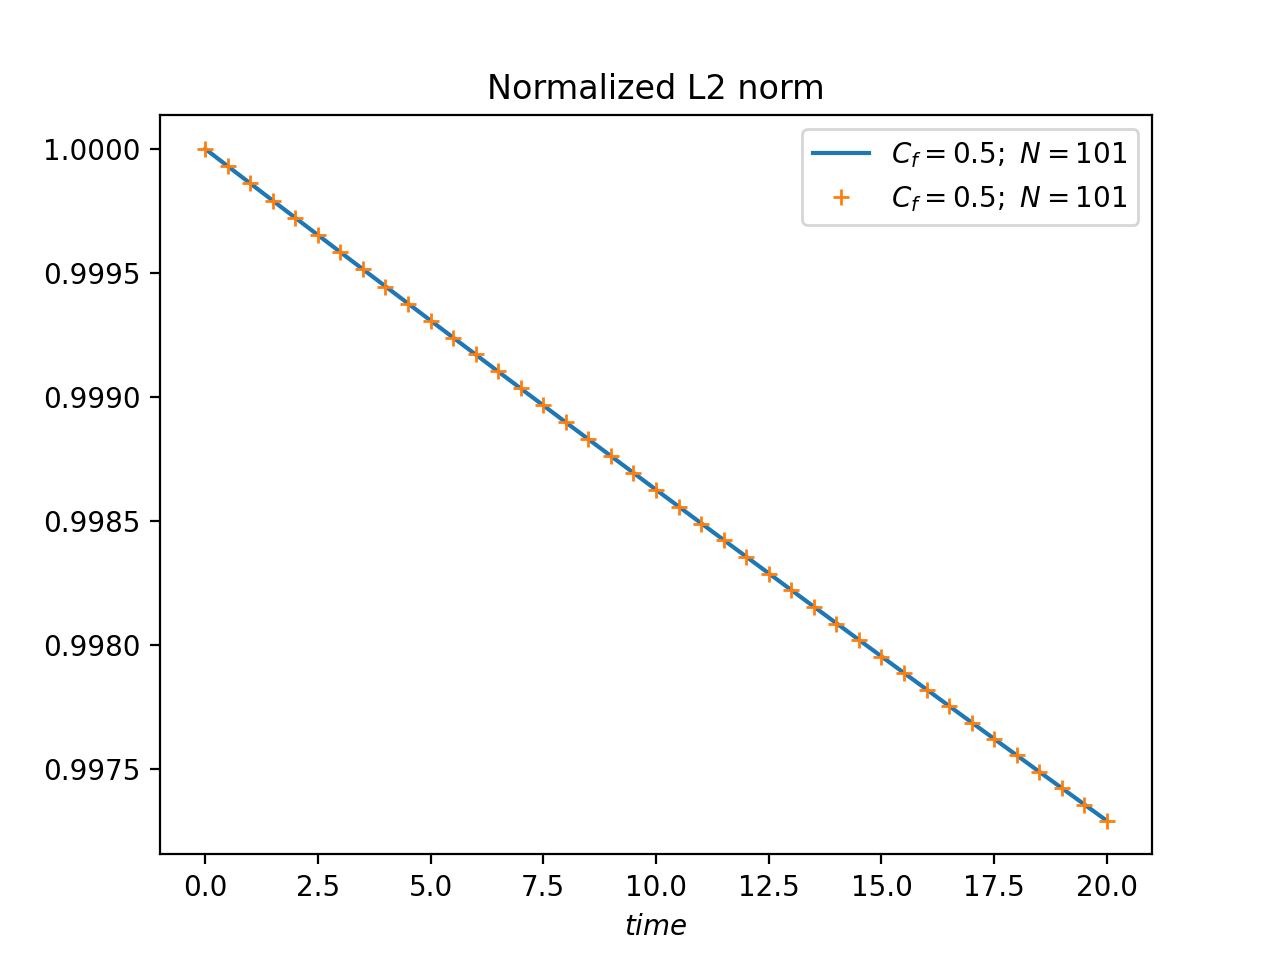 Normalized L2 norm
C_f = 0.5; N = 101
C_f = 0.5; N = 101
1.0000
0.9995
0.9990
0.9985
0.9980
0.9975
0.0 2.5 5.0 7.5 10.0 12.5 15.0 17.5 20.0
time